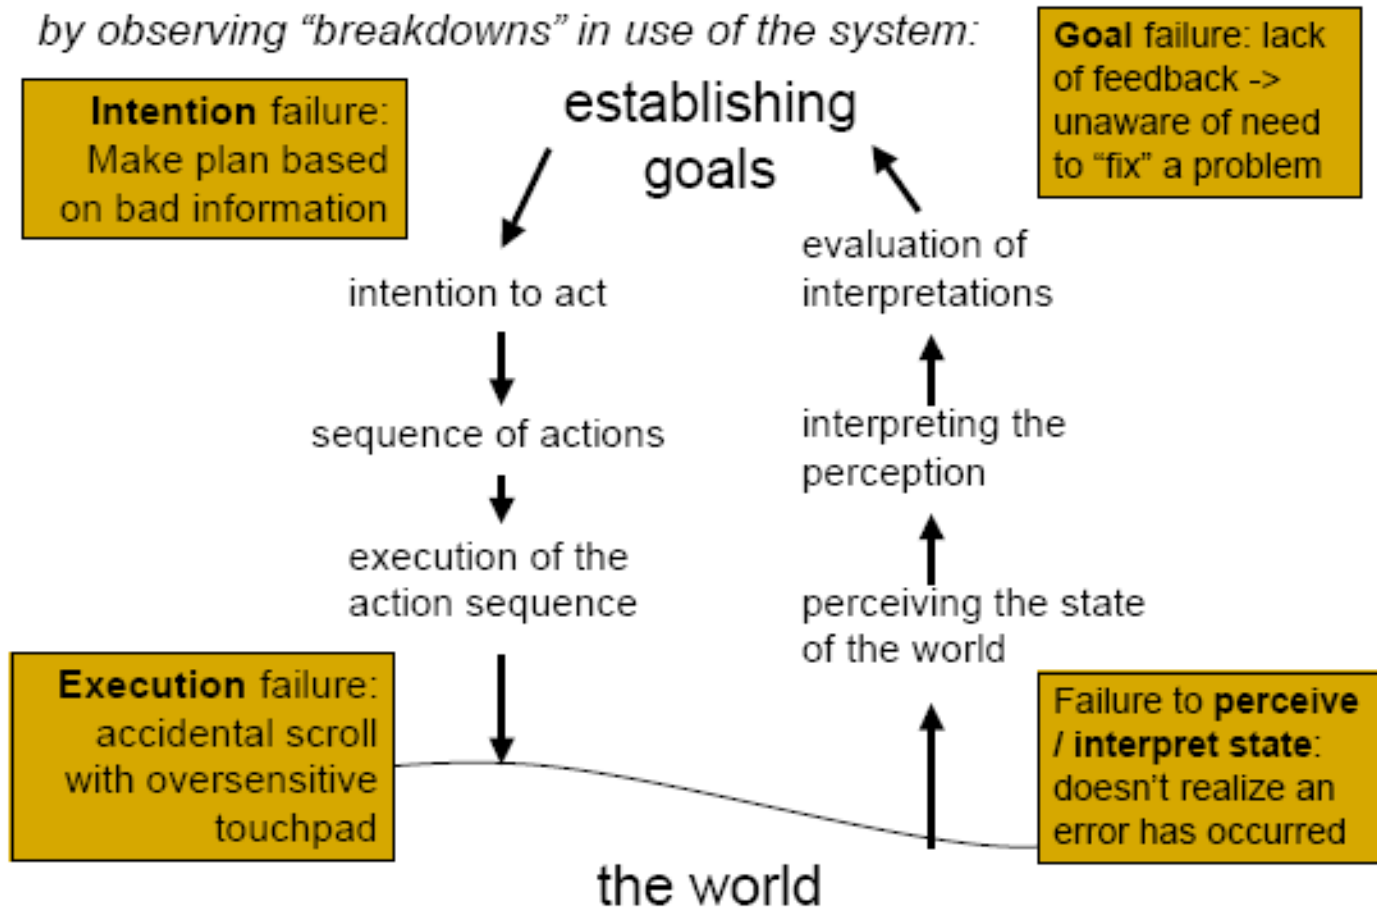 by observing “breakdowns” in use of the system:
Intention failure:
Make plan based
on bad information
establishing
goals
Goal failure: lack
of feedback ->
unaware of need
to “fix” a problem
intention to act
sequence of actions
execution of the
action sequence
evaluation of
interpretations
interpreting the
perception
perceiving the state
of the world
Execution failure:
accidental scroll
with oversensitive
touchpad
Failure to perceive
/ interpret state:
doesn’t realize an
error has occurred
the world